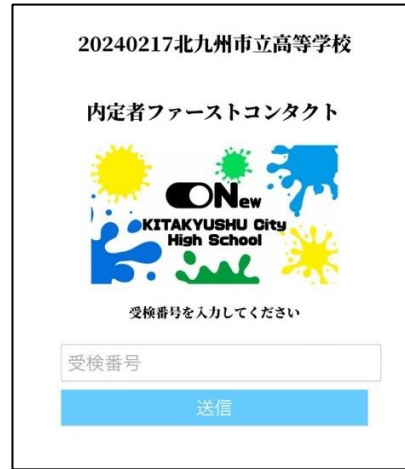 20240217北九州市立高等学校
内定者ファーストコンタクト
ONew
KITAKYUSHU City
High School
受検番号を入力してください
受検番号
送信